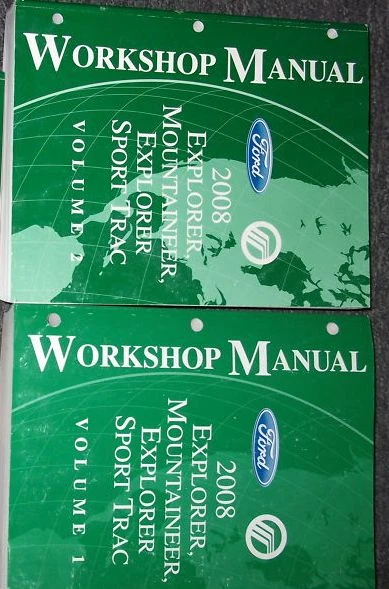 WORKSHOP MANUAL
Ford
2008
EXPLORER,
MOUNTAINEER,
EXPLORER
SPORT TRAC
VOLUME 2
WORKSHOP MANUAL
Ford
2008
EXPLORER,
MOUNTAINEER,
EXPLORER
SPORT TRAC
VOLUME 1